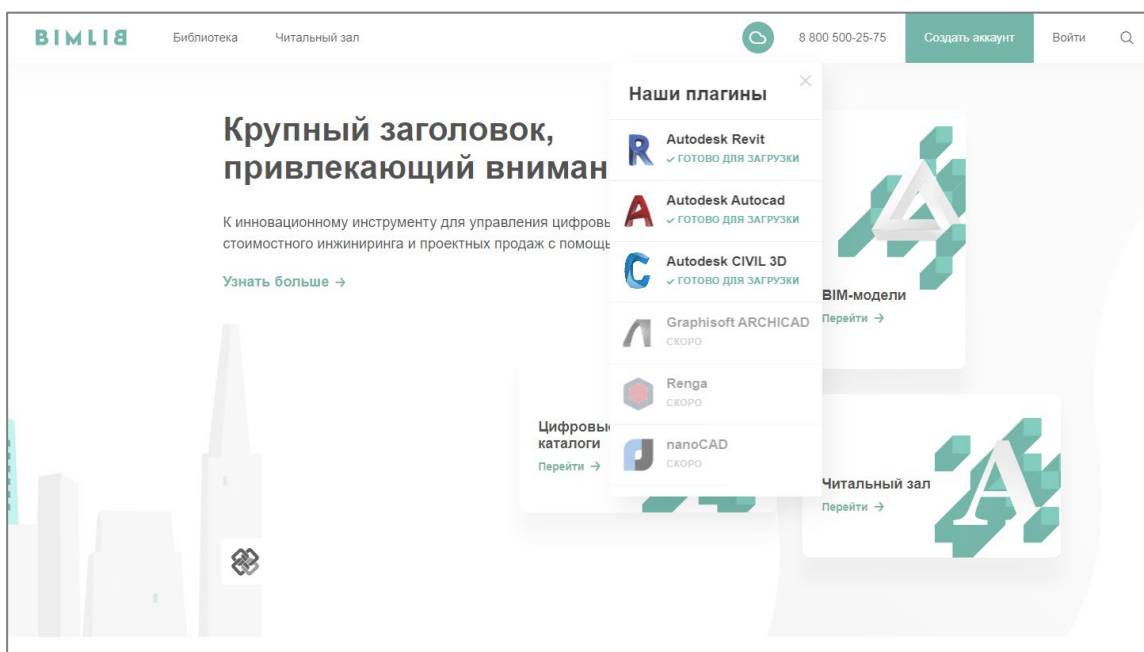 BIMLIB
Библиотека
Читальный зал
8 800 500-25-75
Создать аккаунт
Войти
Крупный заголовок,
привлекающий вниман
К инновационному инструменту для управления цифровы
стоимостного инжиниринга и проектных продаж с помощь
Узнать больше →
Наши плагины
Autodesk Revit
✓ ГОТОВО ДЛЯ ЗАГРУЗКИ
Autodesk Autocad
✓ ГОТОВО ДЛЯ ЗАГРУЗКИ
Autodesk CIVIL 3D
✓ ГОТОВО ДЛЯ ЗАГРУЗКИ
Graphisoft ARCHICAD
СКОРО
Renga
СКОРО
nanoCAD
СКОРО
BIM-модели
Перейти →
Цифровые
каталоги
Перейти →
Читальный зал
Перейти →